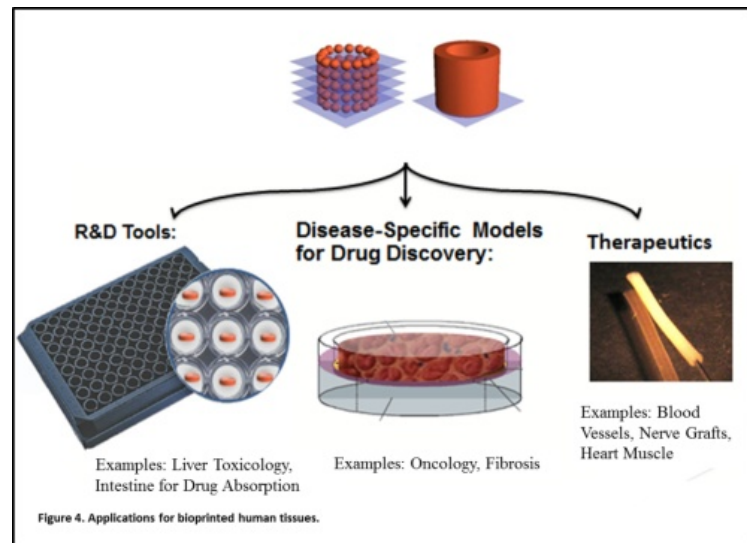 R&D Tools:
Disease-Specific Models
for Drug Discovery:
Therapeutics
Examples: Liver Toxicology,
Intestine for Drug Absorption
Examples: Oncology, Fibrosis
Examples: Blood
Vessels, Nerve Grafts,
Heart Muscle
Figure 4. Applications for bioprinted human tissues.